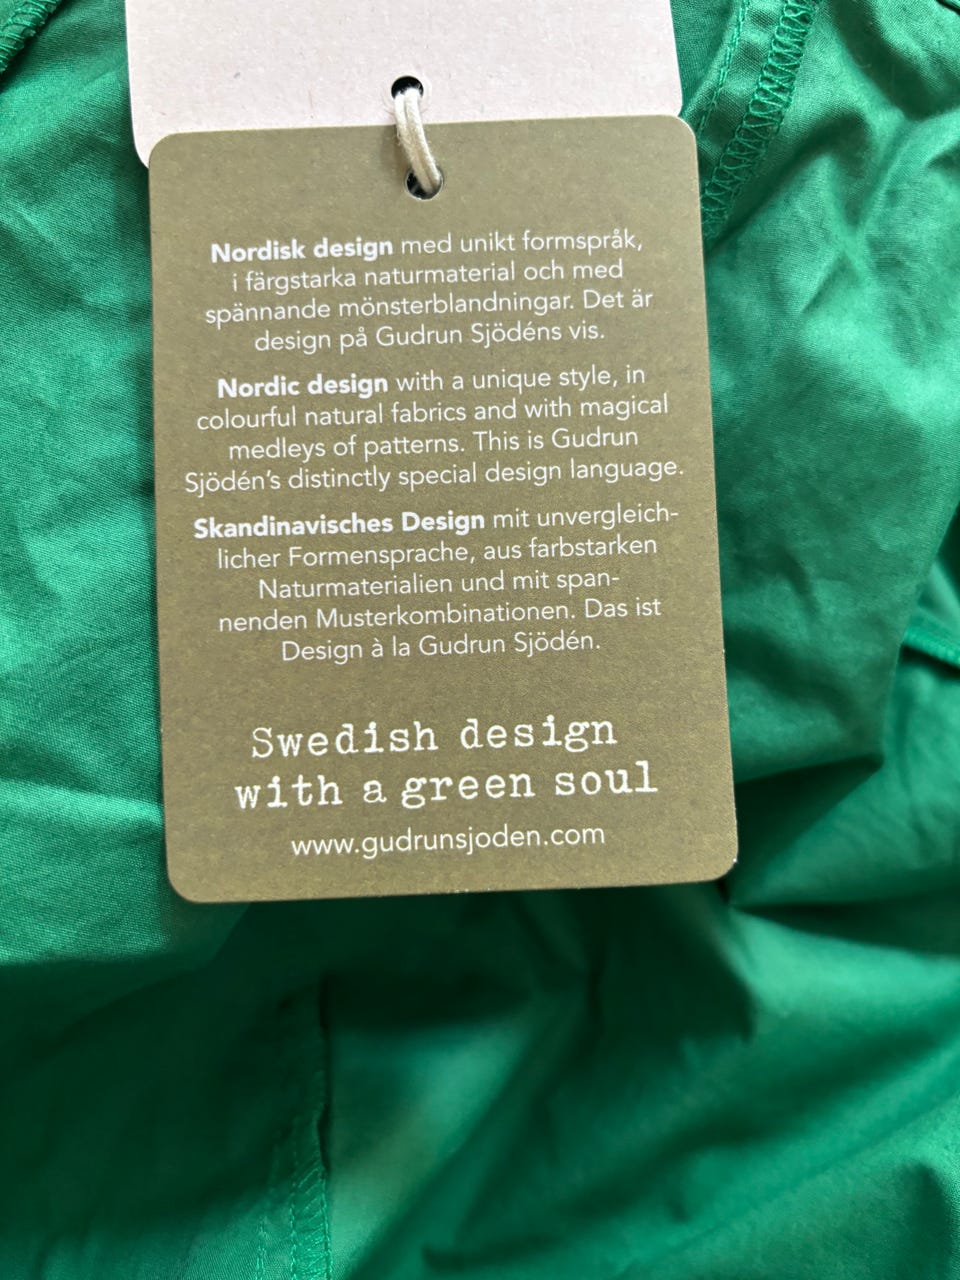 Nordisk design med unikt formspråk,
i färgstarka naturmaterial och med
spännande mönsterblandningar. Det är
design på Gudrun Sjödéns vis.
Nordic design with a unique style, in
colourful natural fabrics and with magical
medleys of patterns. This is Gudrun
Sjödén's distinctly special design language.
Skandinavisches Design mit unvergleich-
licher Formensprache, aus farbstarken
Naturmaterialien und mit span-
nenden Musterkombinationen. Das ist
Design à la Gudrun Sjödén.
Swedish design
with a green soul
www.gudrunsjoden.com